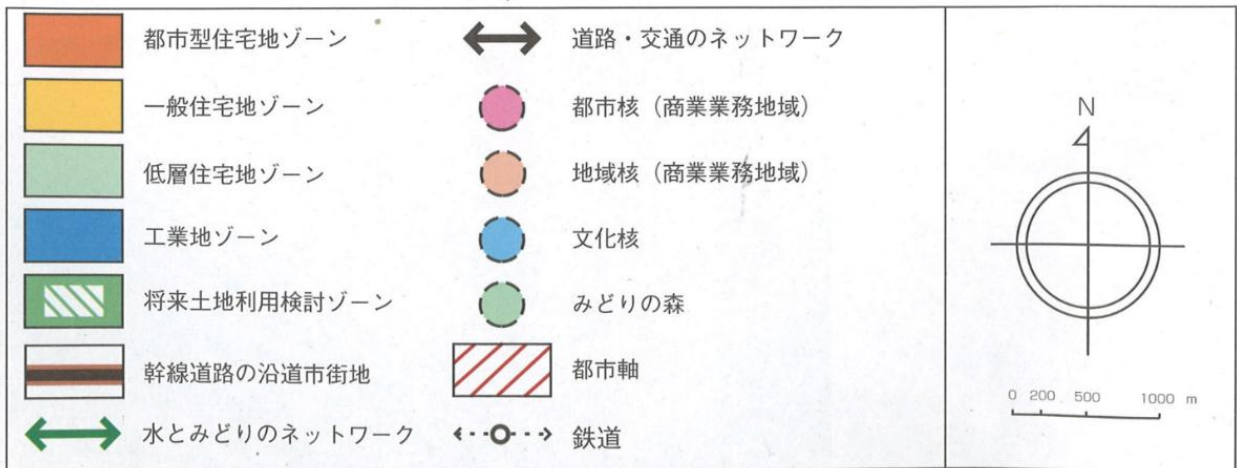 都市型住宅地ゾーン
一般住宅地ゾーン
低層住宅地ゾーン
工業地ゾーン
将来土地利用検討ゾーン
幹線道路の沿道市街地
水とみどりのネットワーク
道路・交通のネットワーク
都市核（商業業務地域）
地域核（商業業務地域）
文化核
みどりの森
都市軸
鉄道
N
0 200 500 1000 m